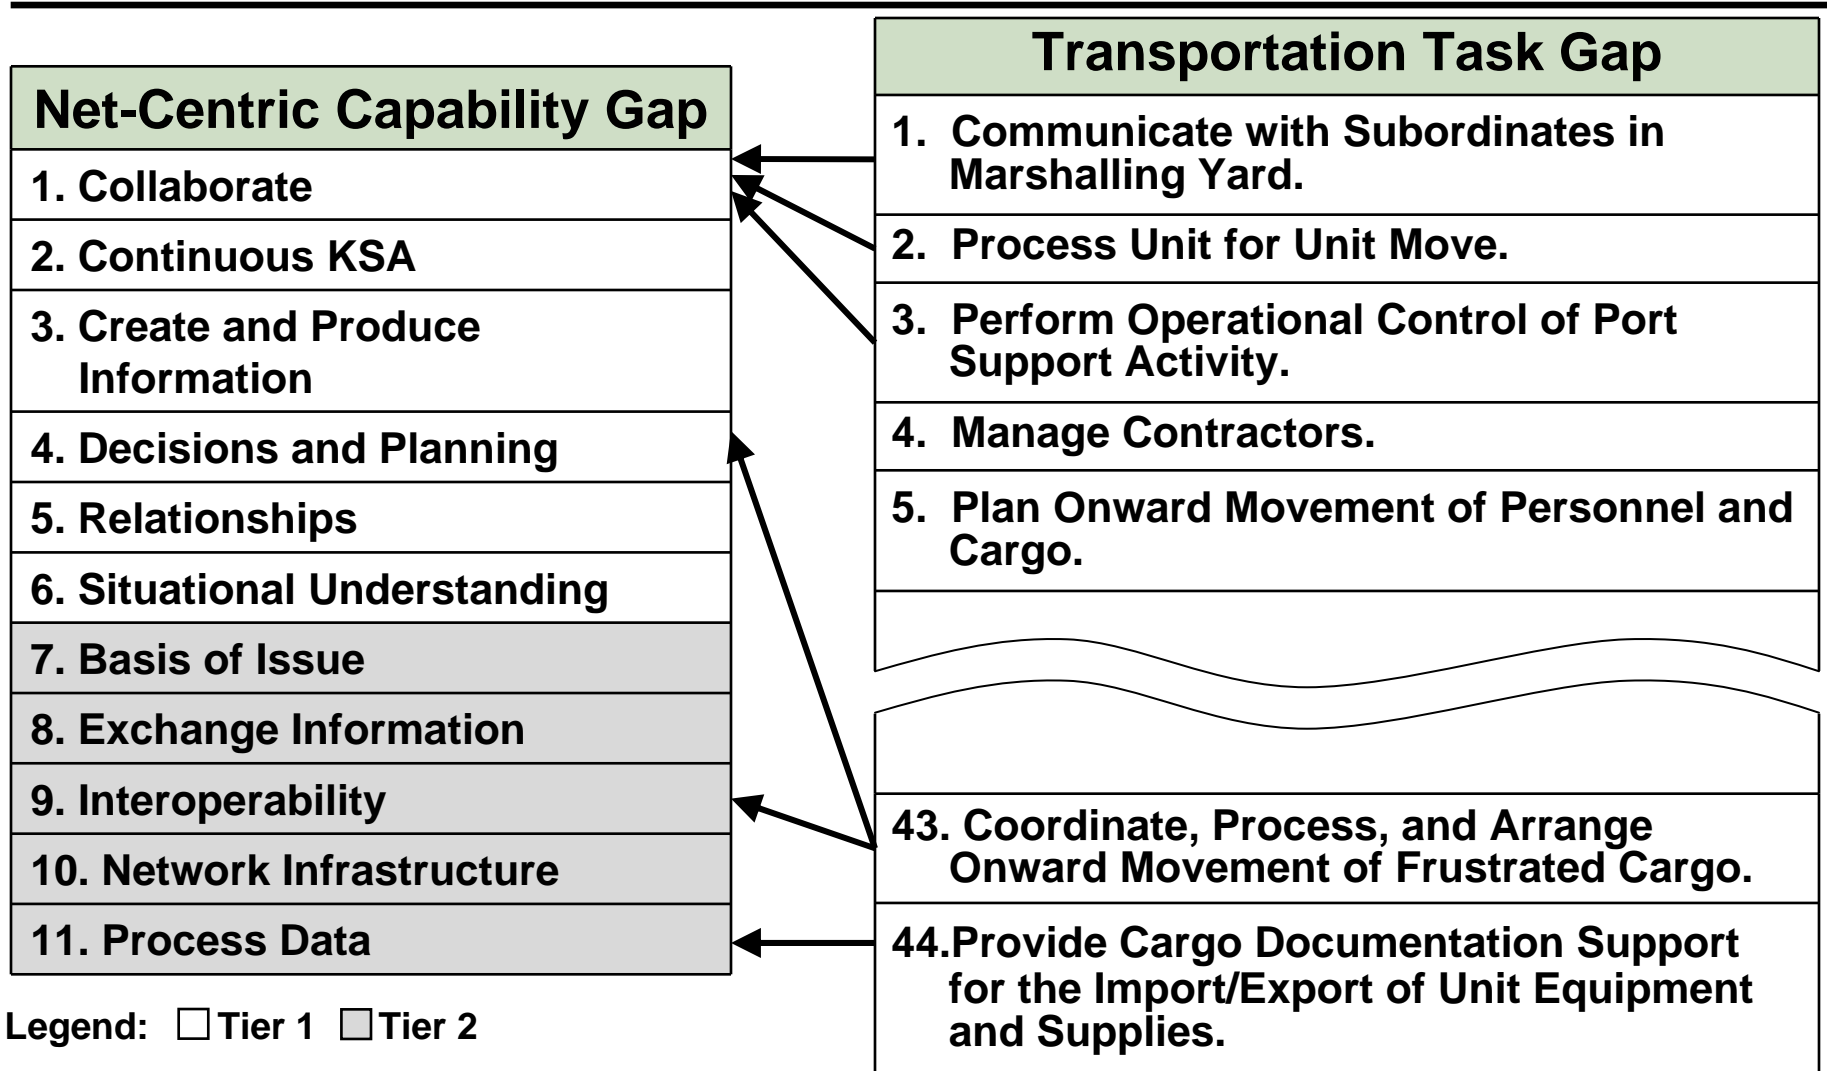 Net-Centric Capability Gap
1. Collaborate
2. Continuous KSA
3. Create and Produce
Information
4. Decisions and Planning
5. Relationships
6. Situational Understanding
7. Basis of Issue
8. Exchange Information
9. Interoperability
10. Network Infrastructure
11. Process Data
Legend: Tier 1 Tier 2
Transportation Task Gap
1. Communicate with Subordinates in
Marshalling Yard.
2. Process Unit for Unit Move.
3. Perform Operational Control of Port
Support Activity.
4. Manage Contractors.
5. Plan Onward Movement of Personnel and
Cargo.
43. Coordinate, Process, and Arrange
Onward Movement of Frustrated Cargo.
44.Provide Cargo Documentation Support
for the Import/Export of Unit Equipment
and Supplies.